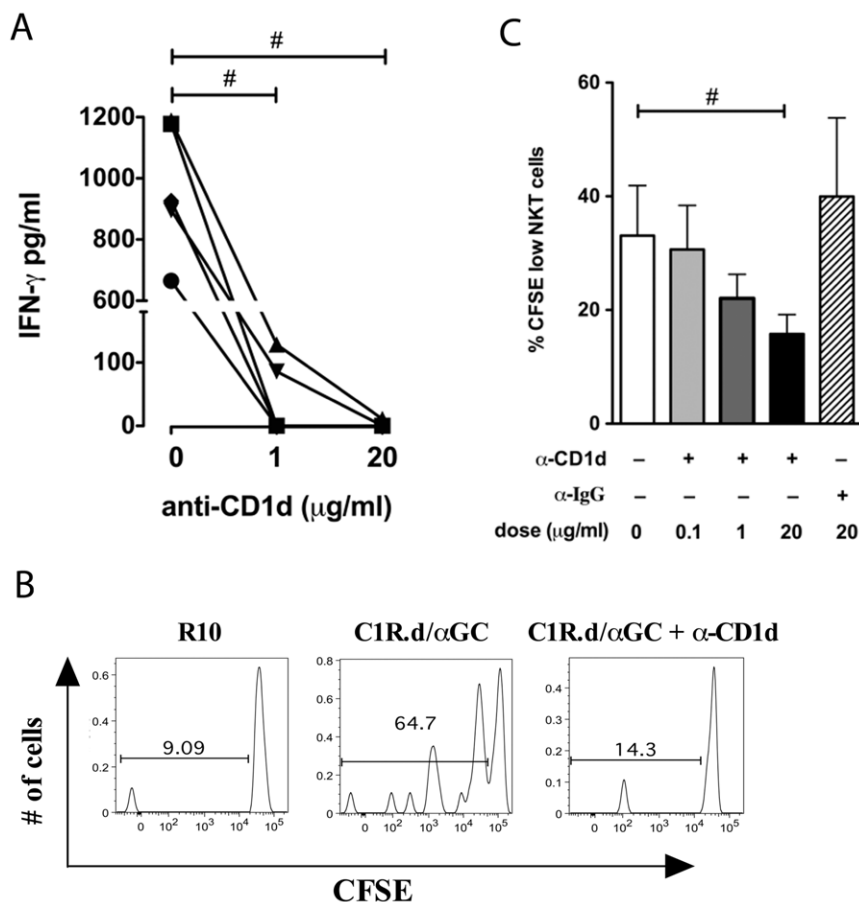 A
#
#
1200
1000
800
600
100
0
IFN-γ pg/ml
0 1 20
anti-CD1d (μg/ml)
C
#
60
40
20
0
% CFSE low NKT cells
α-CD1d – + + + –
α-IgG – – – – +
dose (μg/ml) 0 0.1 1 20 20
B
R10 C1R.d/αGC C1R.d/αGC + α-CD1d
0.6
0.4
0.2
0
9.09
0 10² 10³ 10⁴ 10⁵
0.8
0.6
0.4
0.2
0
64.7
0 10² 10³ 10⁴ 10⁵
0.4
0.3
0.2
0.1
0
14.3
0 10² 10³ 10⁴ 10⁵
# of cells
CFSE